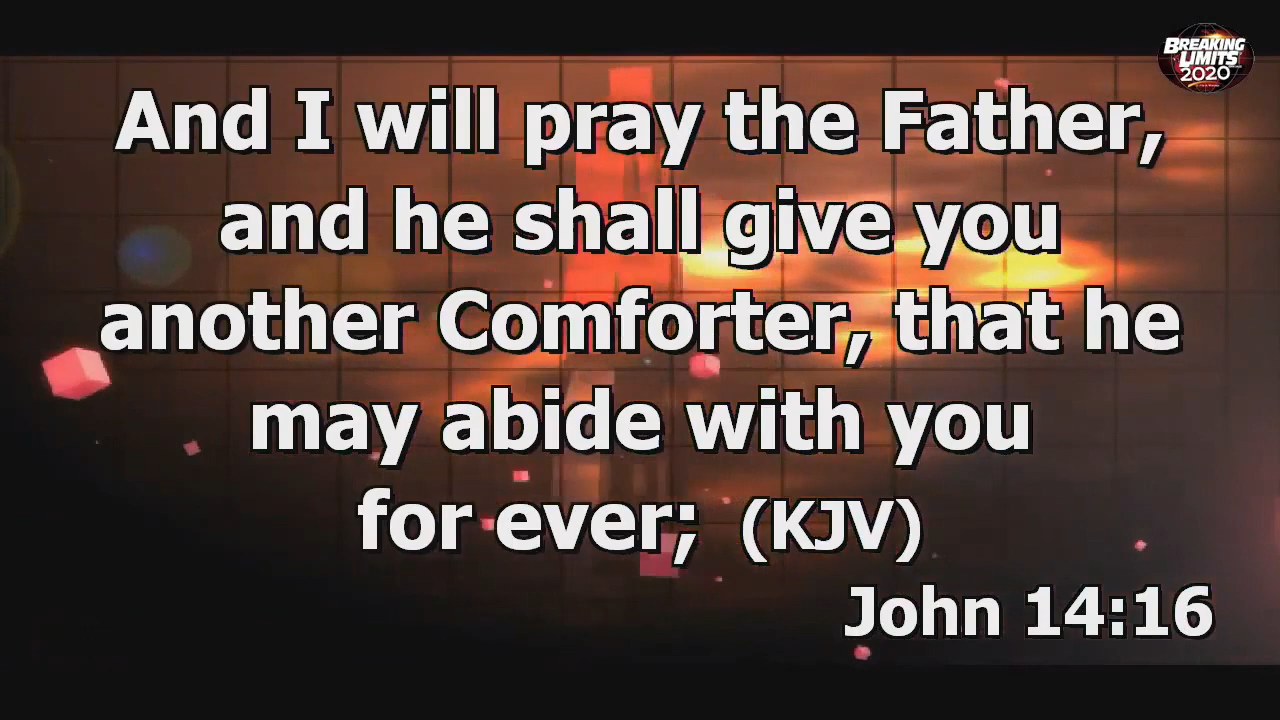 BREAKING
LIMITS
2020
And I will pray the Father,
and he shall give you
another Comforter, that he
may abide with you
for ever; (KJV)
John 14:16